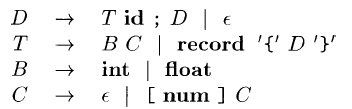 D → T id ; D | ϵ
T → B C | record '{' D '}'
B → int | float
C → ϵ | [ num ] C